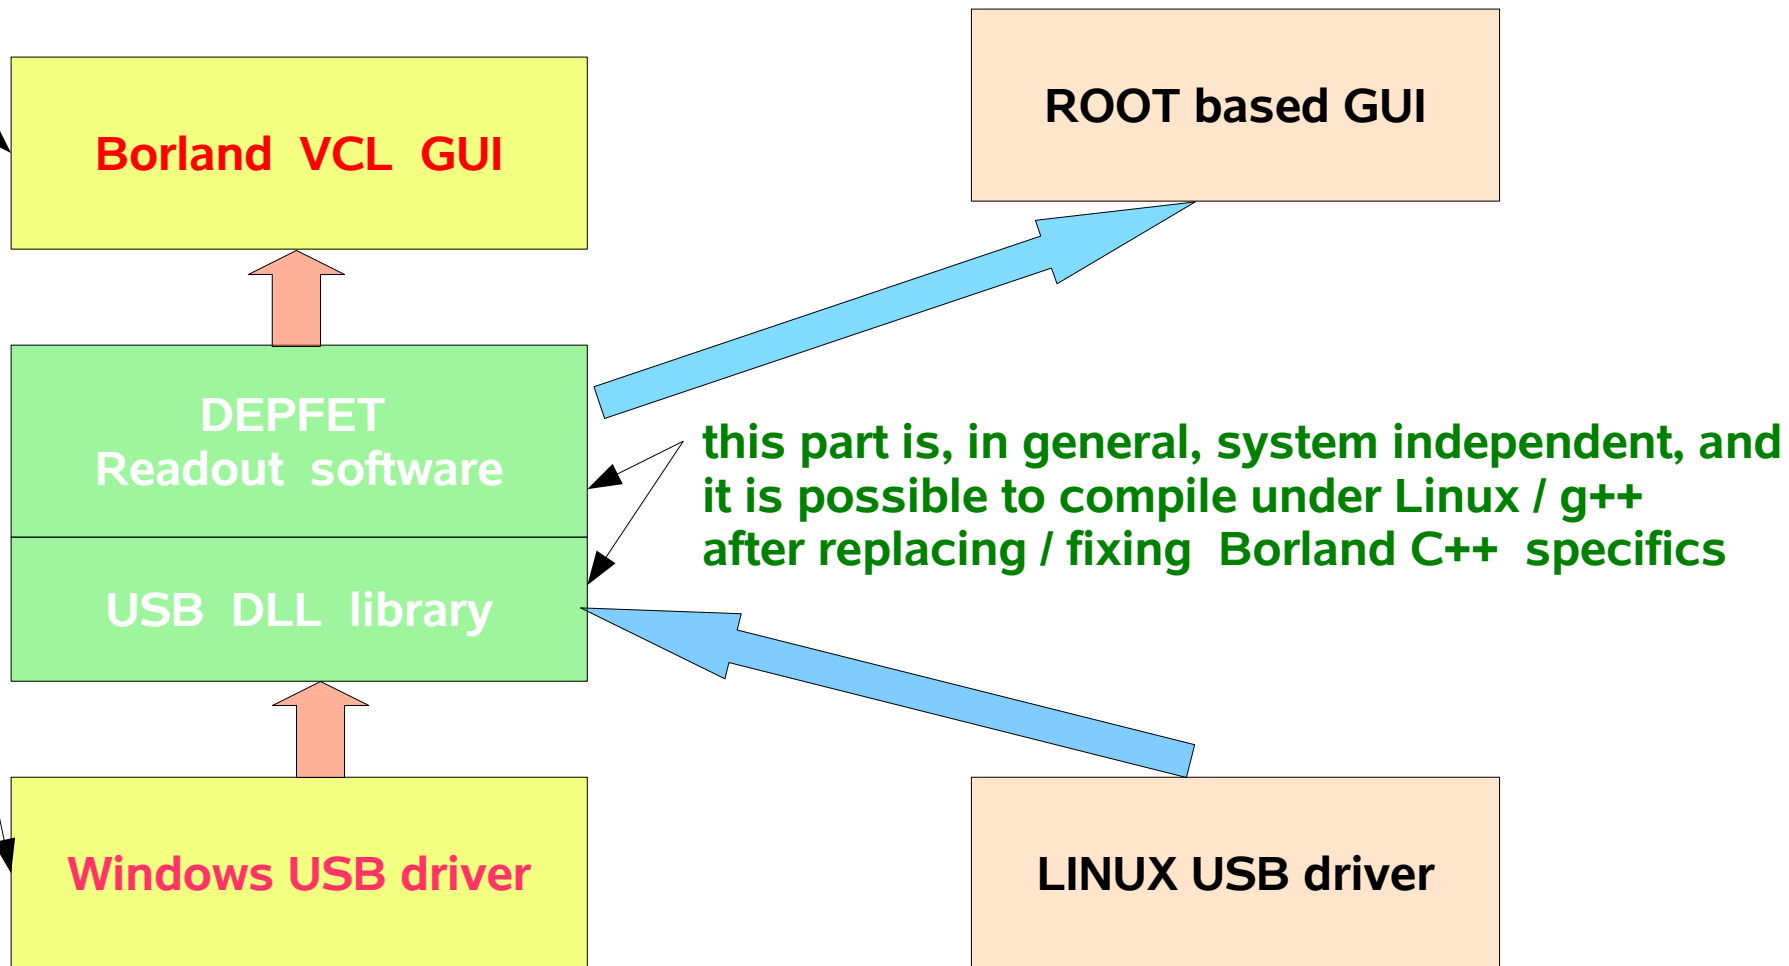 ROOT based GUI
Borland VCL GUI
DEPFET
Readout software
this part is, in general, system independent, and
it is possible to compile under Linux / g++
after replacing / fixing Borland C++ specifics
USB DLL library
Windows USB driver
LINUX USB driver